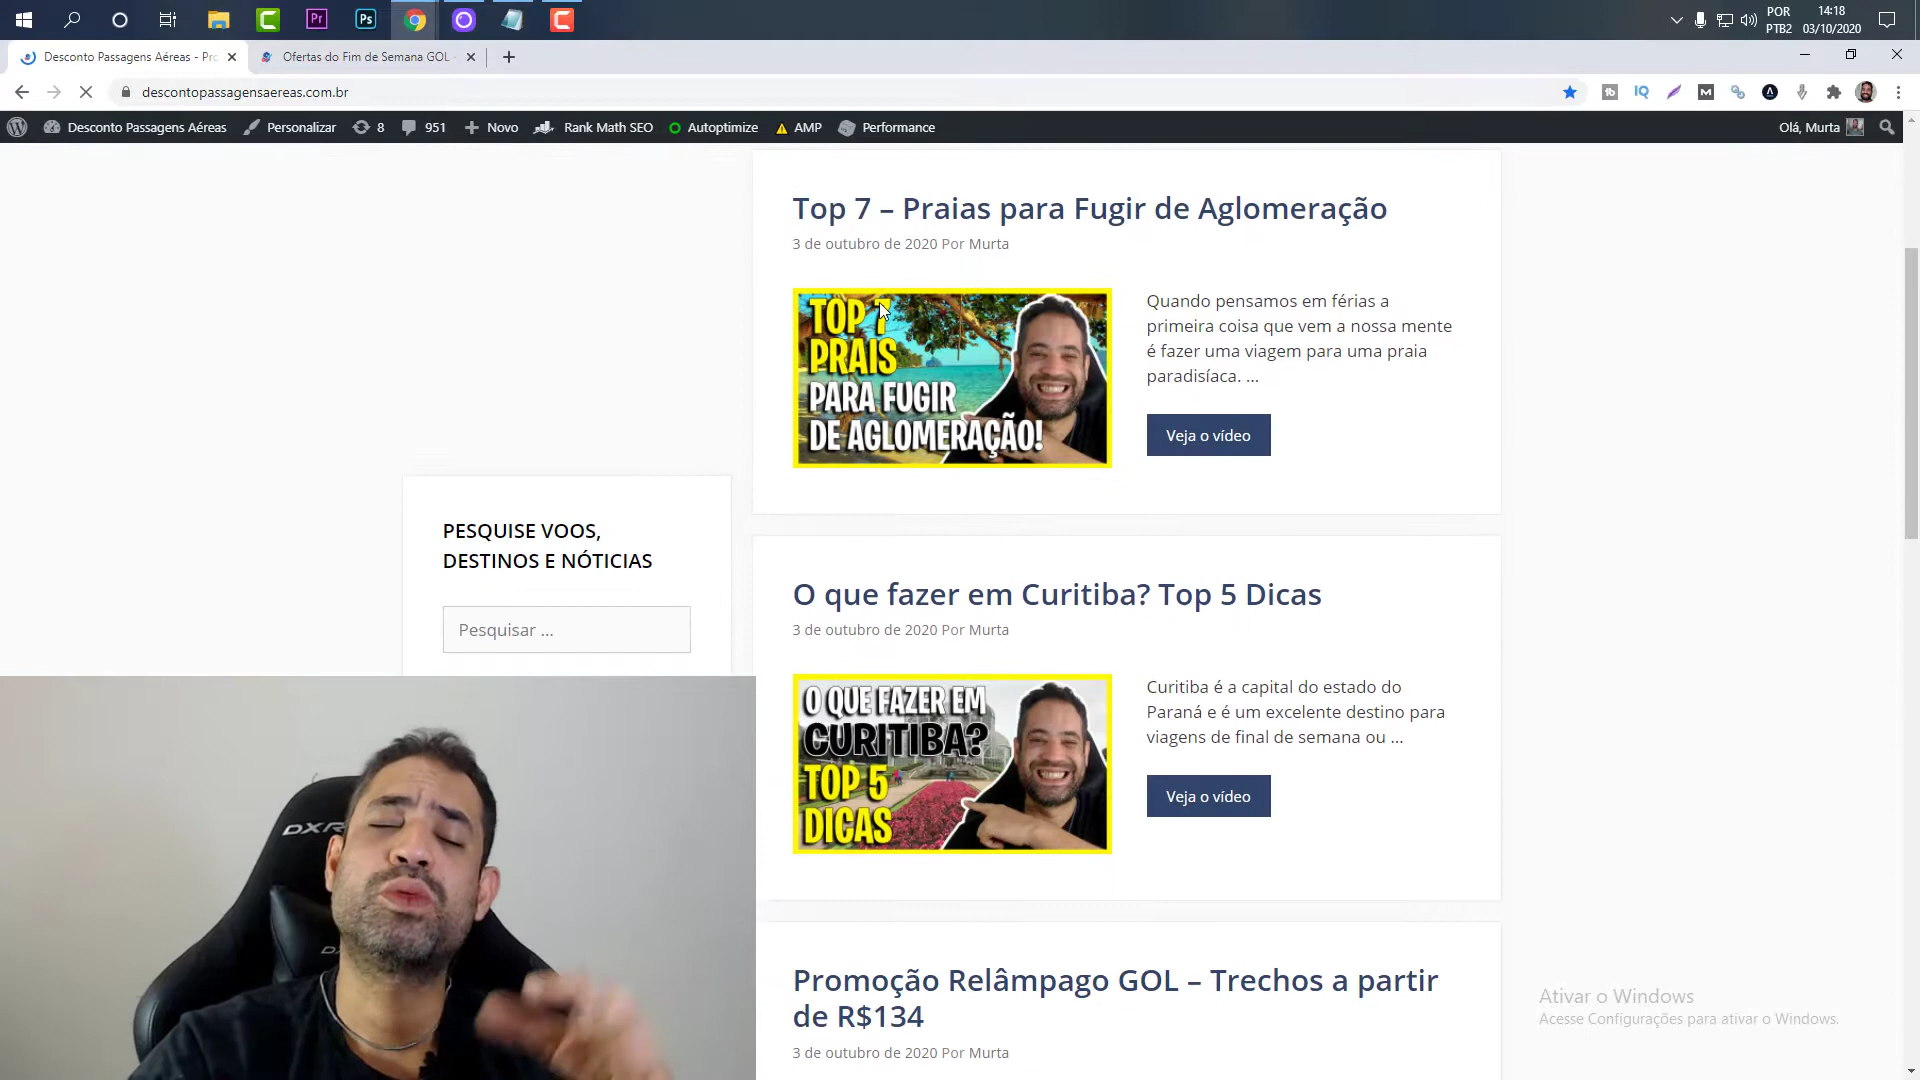 POR
PTB2
14:18
03/10/2020
Pr
Ps
Desconto Passagens Aéreas - Pro
Ofertas do Fim de Semana GOL
descontopassagensaereas.com.br
IQ
M
Desconto Passagens Aéreas
Personalizar
8
951
Novo
Rank Math SEO
Autoptimize
AMP
Performance
Olá, Murta
Top 7 – Praias para Fugir de Aglomeração
3 de outubro de 2020 Por Murta
TOP 7
PRAIS
PARA FUGIR
DE AGLOMERAÇÃO!
Quando pensamos em férias a
primeira coisa que vem a nossa mente
é fazer uma viagem para uma praia
paradisíaca. ...
Veja o vídeo
PESQUISE VOOS,
DESTINOS E NÓTICIAS
Pesquisar ...
O que fazer em Curitiba? Top 5 Dicas
3 de outubro de 2020 Por Murta
O QUE FAZER EM
CURITIBA?
TOP 5
DICAS
Curitiba é a capital do estado do
Paraná e é um excelente destino para
viagens de final de semana ou ...
Veja o vídeo
Promoção Relâmpago GOL – Trechos a partir
de R$134
3 de outubro de 2020 Por Murta
Ativar o Windows
Acesse Configurações para ativar o Windows.